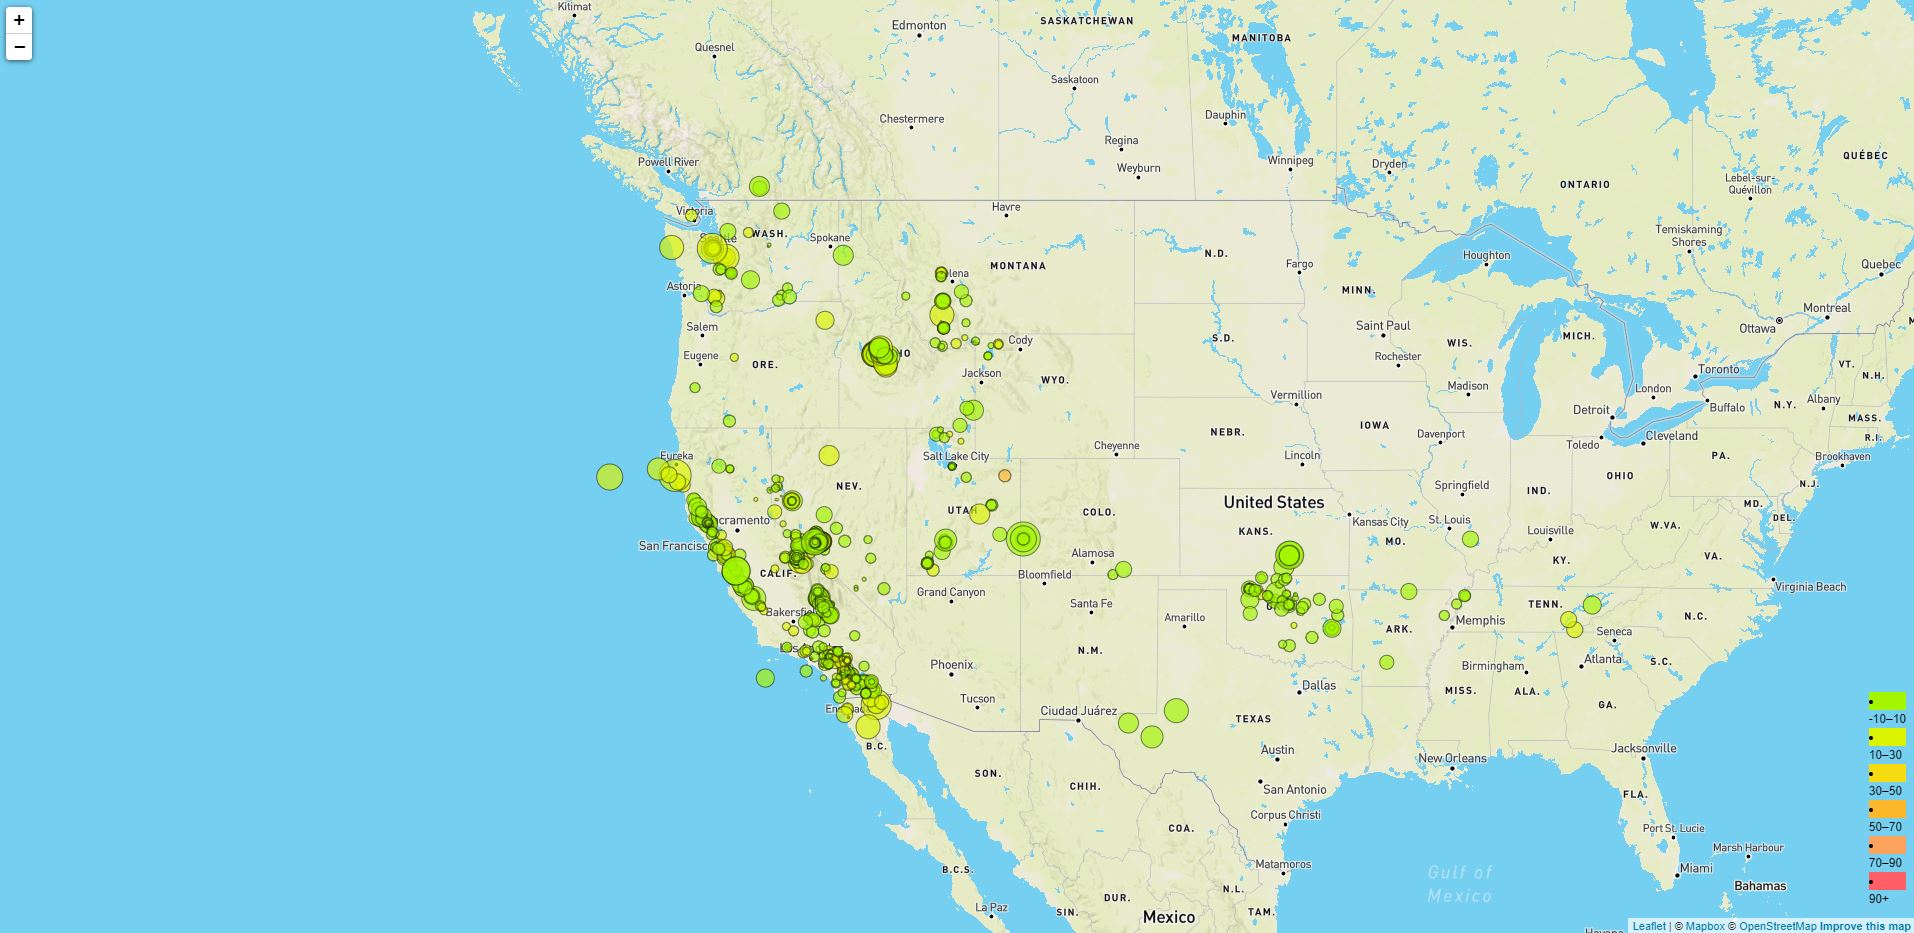 +
−
Kitimat
SASKATCHEWAN
Edmonton
MANITOBA
Quesnel
Saskatoon
Chestermere
Dauphin
Regina
QUÉBEC
Powell River
Weyburn
Winnipeg
Dryden
Lebel-sur-
Quévillon
ONTARIO
Victoria
Havre
WASH.
Spokane
Temiskaming
Shores
N.D.
Fargo
Houghton
MONTANA
Quebec
Astoria
MINN.
Montreal
Salem
Saint Paul
Ottawa
MICH.
S.D.
WIS.
Cody
Eugene
Rochester
VT.
ORE.
Toronto
Jackson
N.H.
WYO.
Madison
London
Vermillion
Albany
N.Y.
Buffalo
Detroit
MASS.
IOWA
NEBR.
Davenport
R.I.
Cleveland
Toledo
Cheyenne
Eureka
Salt Lake City
Lincoln
PA.
Brookhaven
OHIO
N.J.
NEV.
Springfield
IND.
United States
MD.
UTAH
COLO.
DEL.
Kansas City
St. Louis
W.VA.
KANS.
Louisville
MO.
San Francisc
Alamosa
VA.
KY.
CALIF.
Bloomfield
Virginia Beach
Grand Canyon
Santa Fe
TENN.
Bakersfie
N.C.
Amarillo
Memphis
ARK.
Seneca
N.M.
Atlanta
S.C.
Phoenix
Birmingham
Dallas
MISS.
ALA.
Tucson
GA.
Ciudad Juárez
TEXAS
B.C.
Jacksonville
Austin
New Orleans
SON.
CHIH.
San Antonio
FLA.
Corpus Christi
COA.
Port St. Lucie
Marsh Harbour
Matamoros
B.C.S.
Miami
Gulf of
Mexico
Bahamas
N.L.
DUR.
La Paz
SIN.
Mexico
TAM.
-10–10
10–30
30–50
50–70
70–90
90+
Leaflet | © Mapbox © OpenStreetMap Improve this map